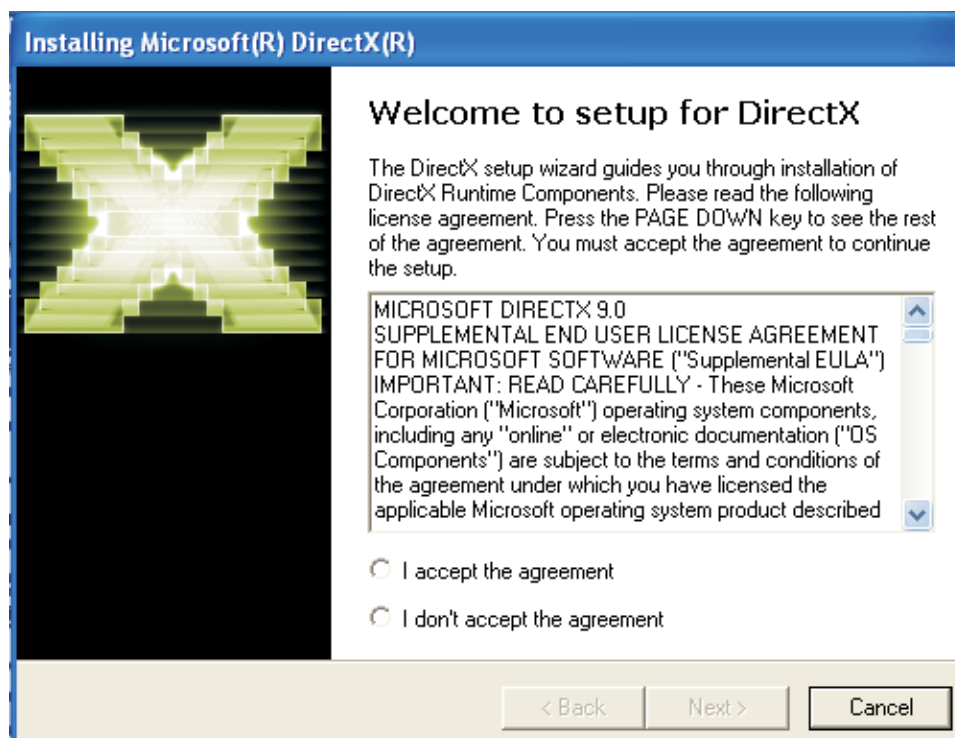 Installing Microsoft(R) DirectX(R)
Welcome to setup for DirectX
The DirectX setup wizard guides you through installation of
DirectX Runtime Components. Please read the following
license agreement. Press the PAGE DOWN key to see the rest
of the agreement. You must accept the agreement to continue
the setup.
MICROSOFT DIRECTX 9.0
SUPPLEMENTAL END USER LICENSE AGREEMENT
FOR MICROSOFT SOFTWARE ("Supplemental EULA")
IMPORTANT: READ CAREFULLY - These Microsoft
Corporation ("Microsoft") operating system components,
including any "online" or electronic documentation ("OS
Components") are subject to the terms and conditions of
the agreement under which you have licensed the
applicable Microsoft operating system product described
I accept the agreement
I don't accept the agreement
< Back Next > Cancel